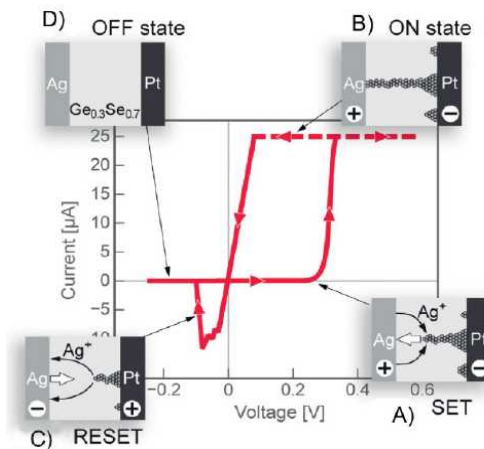 D) OFF state
B) ON state
Ag Pt
Ge0.3Se0.7
Ag Pt
+ −
Current [µA]
25
20
15
10
5
0
−5
Ag+
Ag Pt
− +
C) RESET
Ag+
Ag Pt
+ −
A) SET
−0.2 0 0.2 0.4 0.6
Voltage [V]